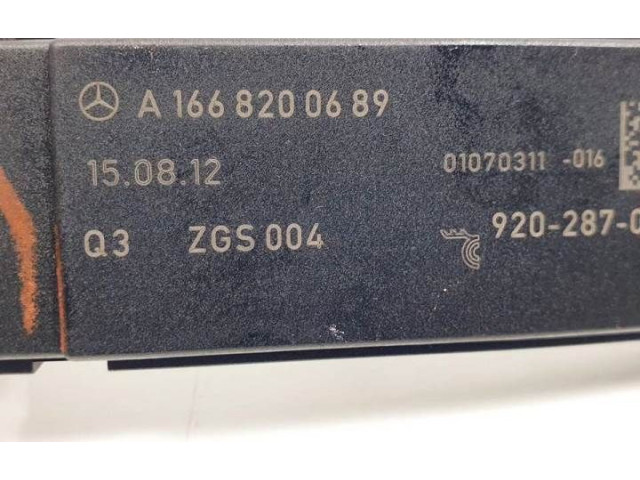 A 166 820 06 89
15.08.12
01070311 -016
Q3 ZGS 004
920-287-0